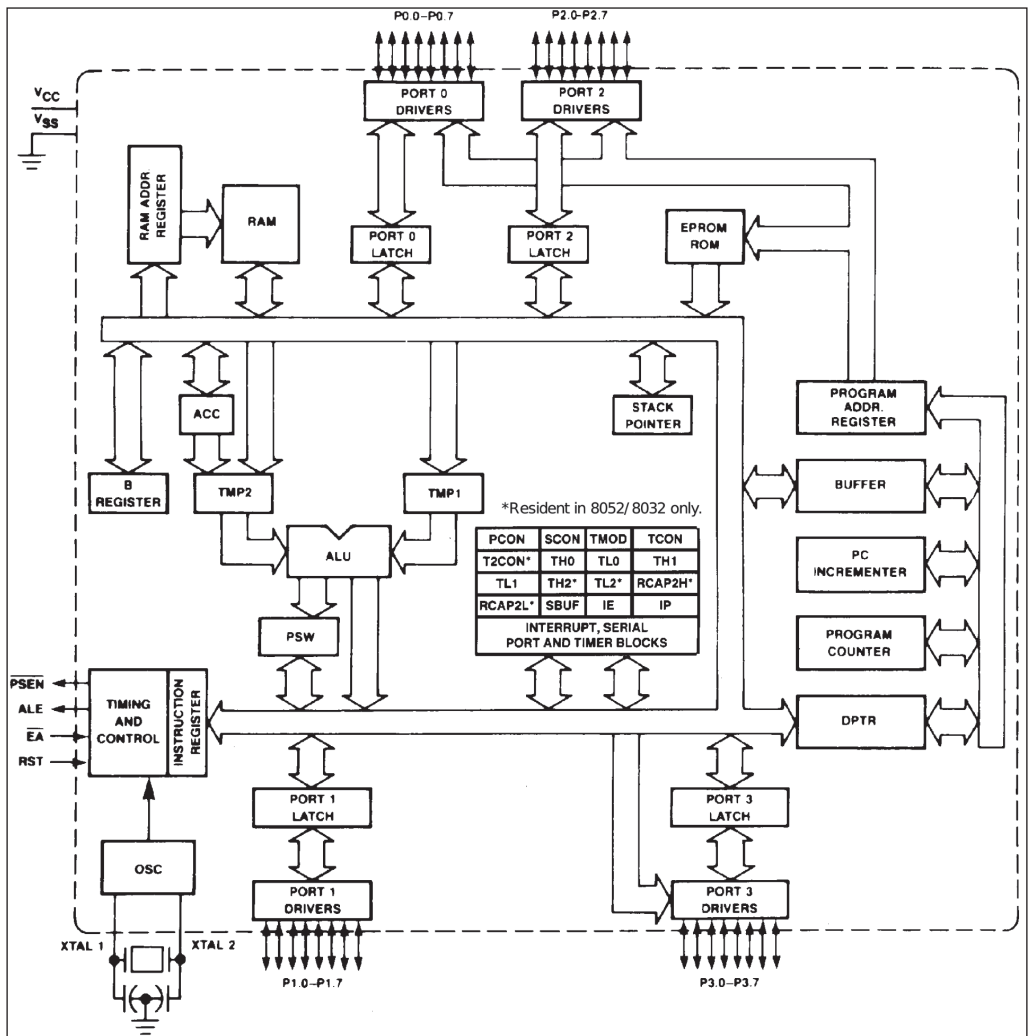 P0.0–P0.7
P2.0–P2.7
VCC
VSS
PORT 0
DRIVERS
PORT 2
DRIVERS
RAM ADDR
REGISTER
RAM
PORT 0
LATCH
PORT 2
LATCH
EPROM
ROM
ACC
STACK
POINTER
PROGRAM
ADDR.
REGISTER
B
REGISTER
TMP2
TMP1
BUFFER
*Resident in 8052/8032 only.
ALU
PCON SCON TMOD TCON
T2CON* TH0 TL0 TH1
TL1 TH2* TL2* RCAP2H*
RCAP2L* SBUF IE IP
INTERRUPT, SERIAL
PORT AND TIMER BLOCKS
PC
INCREMENTER
PSW
PROGRAM
COUNTER
PSEN
ALE
EA
RST
TIMING
AND
CONTROL
INSTRUCTION
REGISTER
DPTR
PORT 1
LATCH
PORT 3
LATCH
OSC
PORT 1
DRIVERS
PORT 3
DRIVERS
XTAL 1
XTAL 2
P1.0–P1.7
P3.0–P3.7